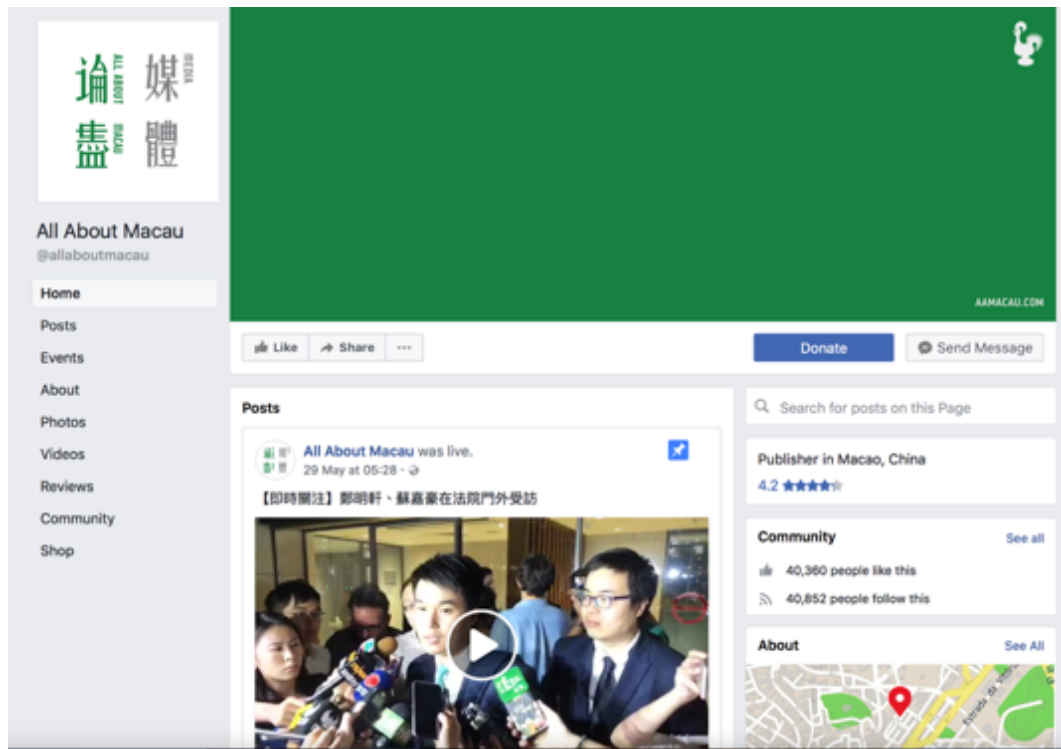 论 ALL ABOUT 媒 MEDIA
盡 MACAU 體
All About Macau
@allaboutmacau
Home
Posts
Events
About
Photos
Videos
Reviews
Community
Shop
AAMACAU.COM
Like Share ...
Donate Send Message
Posts
All About Macau was live.
29 May at 05:28
【即時關注】鄭明軒、蘇嘉豪在法院門外受訪
Search for posts on this Page
Publisher in Macao, China
4.2
Community See all
40,360 people like this
40,852 people follow this
About See All